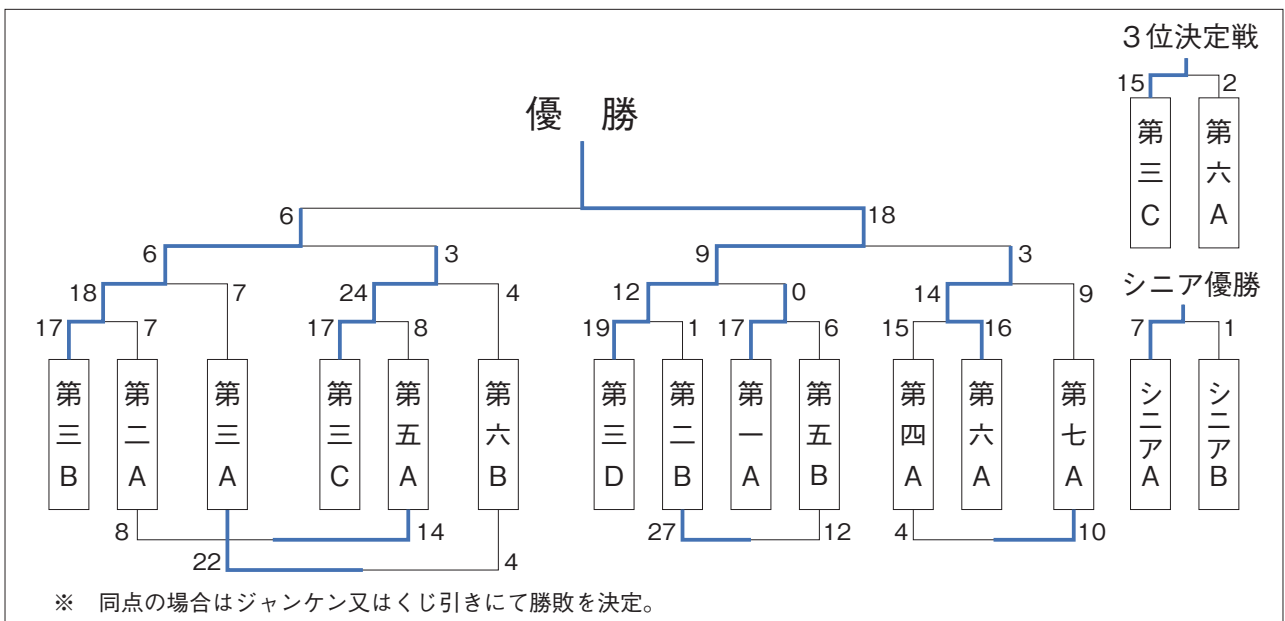 3位決定戦
15 2
第三C 第六A
優 勝
6 18
6 3 9 3
18 7 24 4 12 0 14 9
シニア優勝
17 7 17 8 19 1 17 6 15 16 7 1
第三B 第二A 第三A 第三C 第五A 第六B 第三D 第二B 第一A 第五B 第四A 第六A 第七A シニアA シニアB
8 14 27 12 4 10
22 4
※ 同点の場合はジャンケン又はくじ引きにて勝敗を決定。